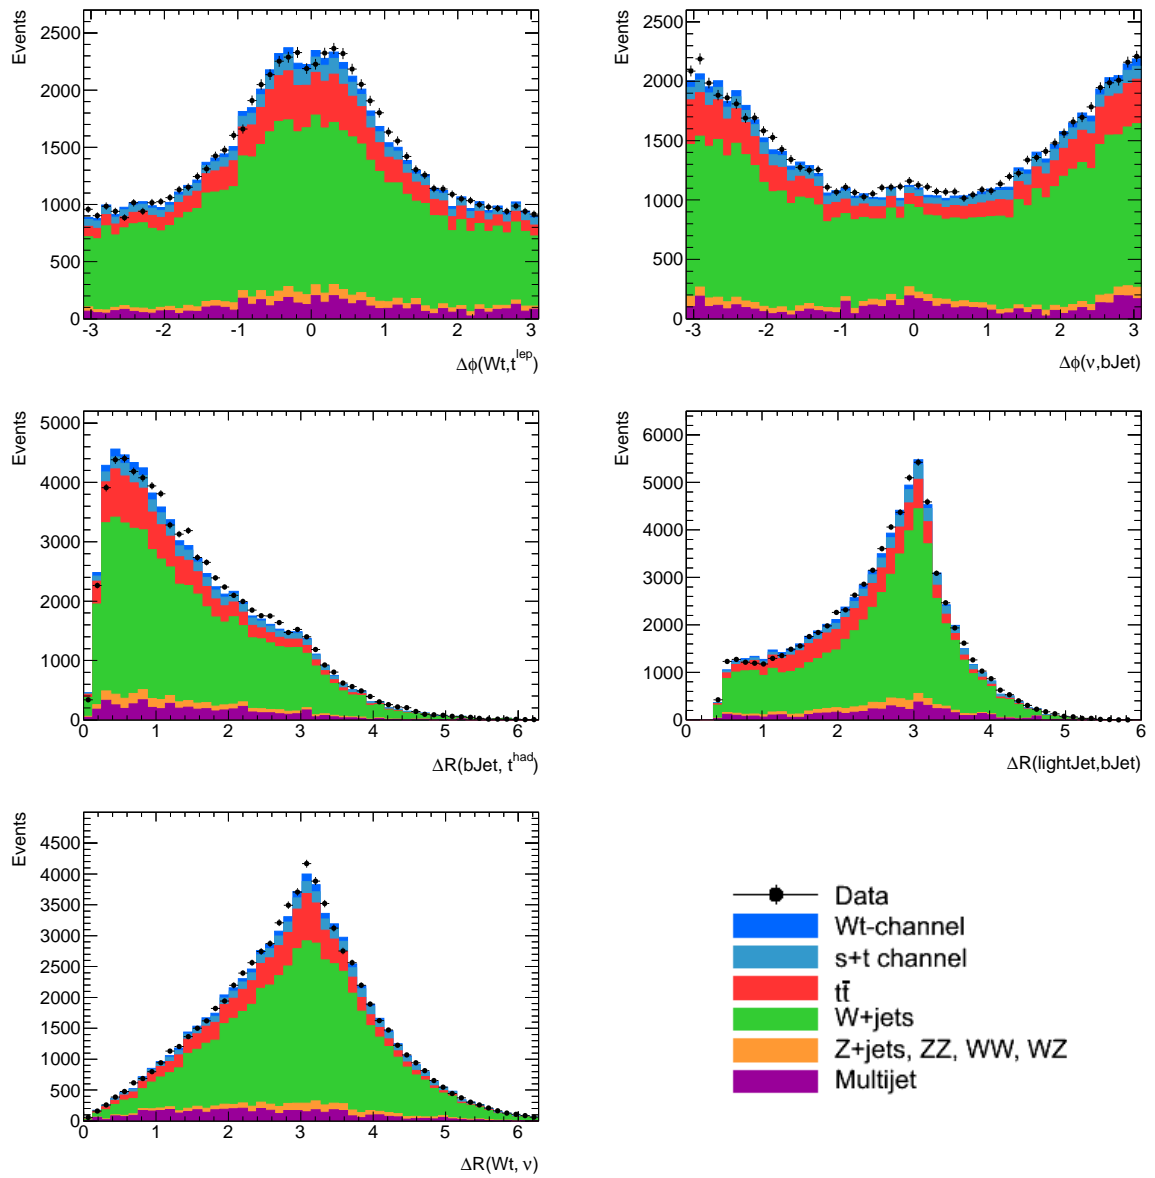 Events
2500
2000
1500
1000
500
0
-3 -2 -1 0 1 2 3
Δϕ(Wt,t^lep)
Events
2500
2000
1500
1000
500
0
-3 -2 -1 0 1 2 3
Δϕ(ν,bJet)
Events
5000
4000
3000
2000
1000
0
0 1 2 3 4 5 6
ΔR(bJet, t^had)
Events
6000
5000
4000
3000
2000
1000
0
0 1 2 3 4 5 6
ΔR(lightJet,bJet)
Events
4500
4000
3500
3000
2500
2000
1500
1000
500
0
0 1 2 3 4 5 6
ΔR(Wt, ν)
Data
Wt-channel
s+t channel
tt̄
W+jets
Z+jets, ZZ, WW, WZ
Multijet